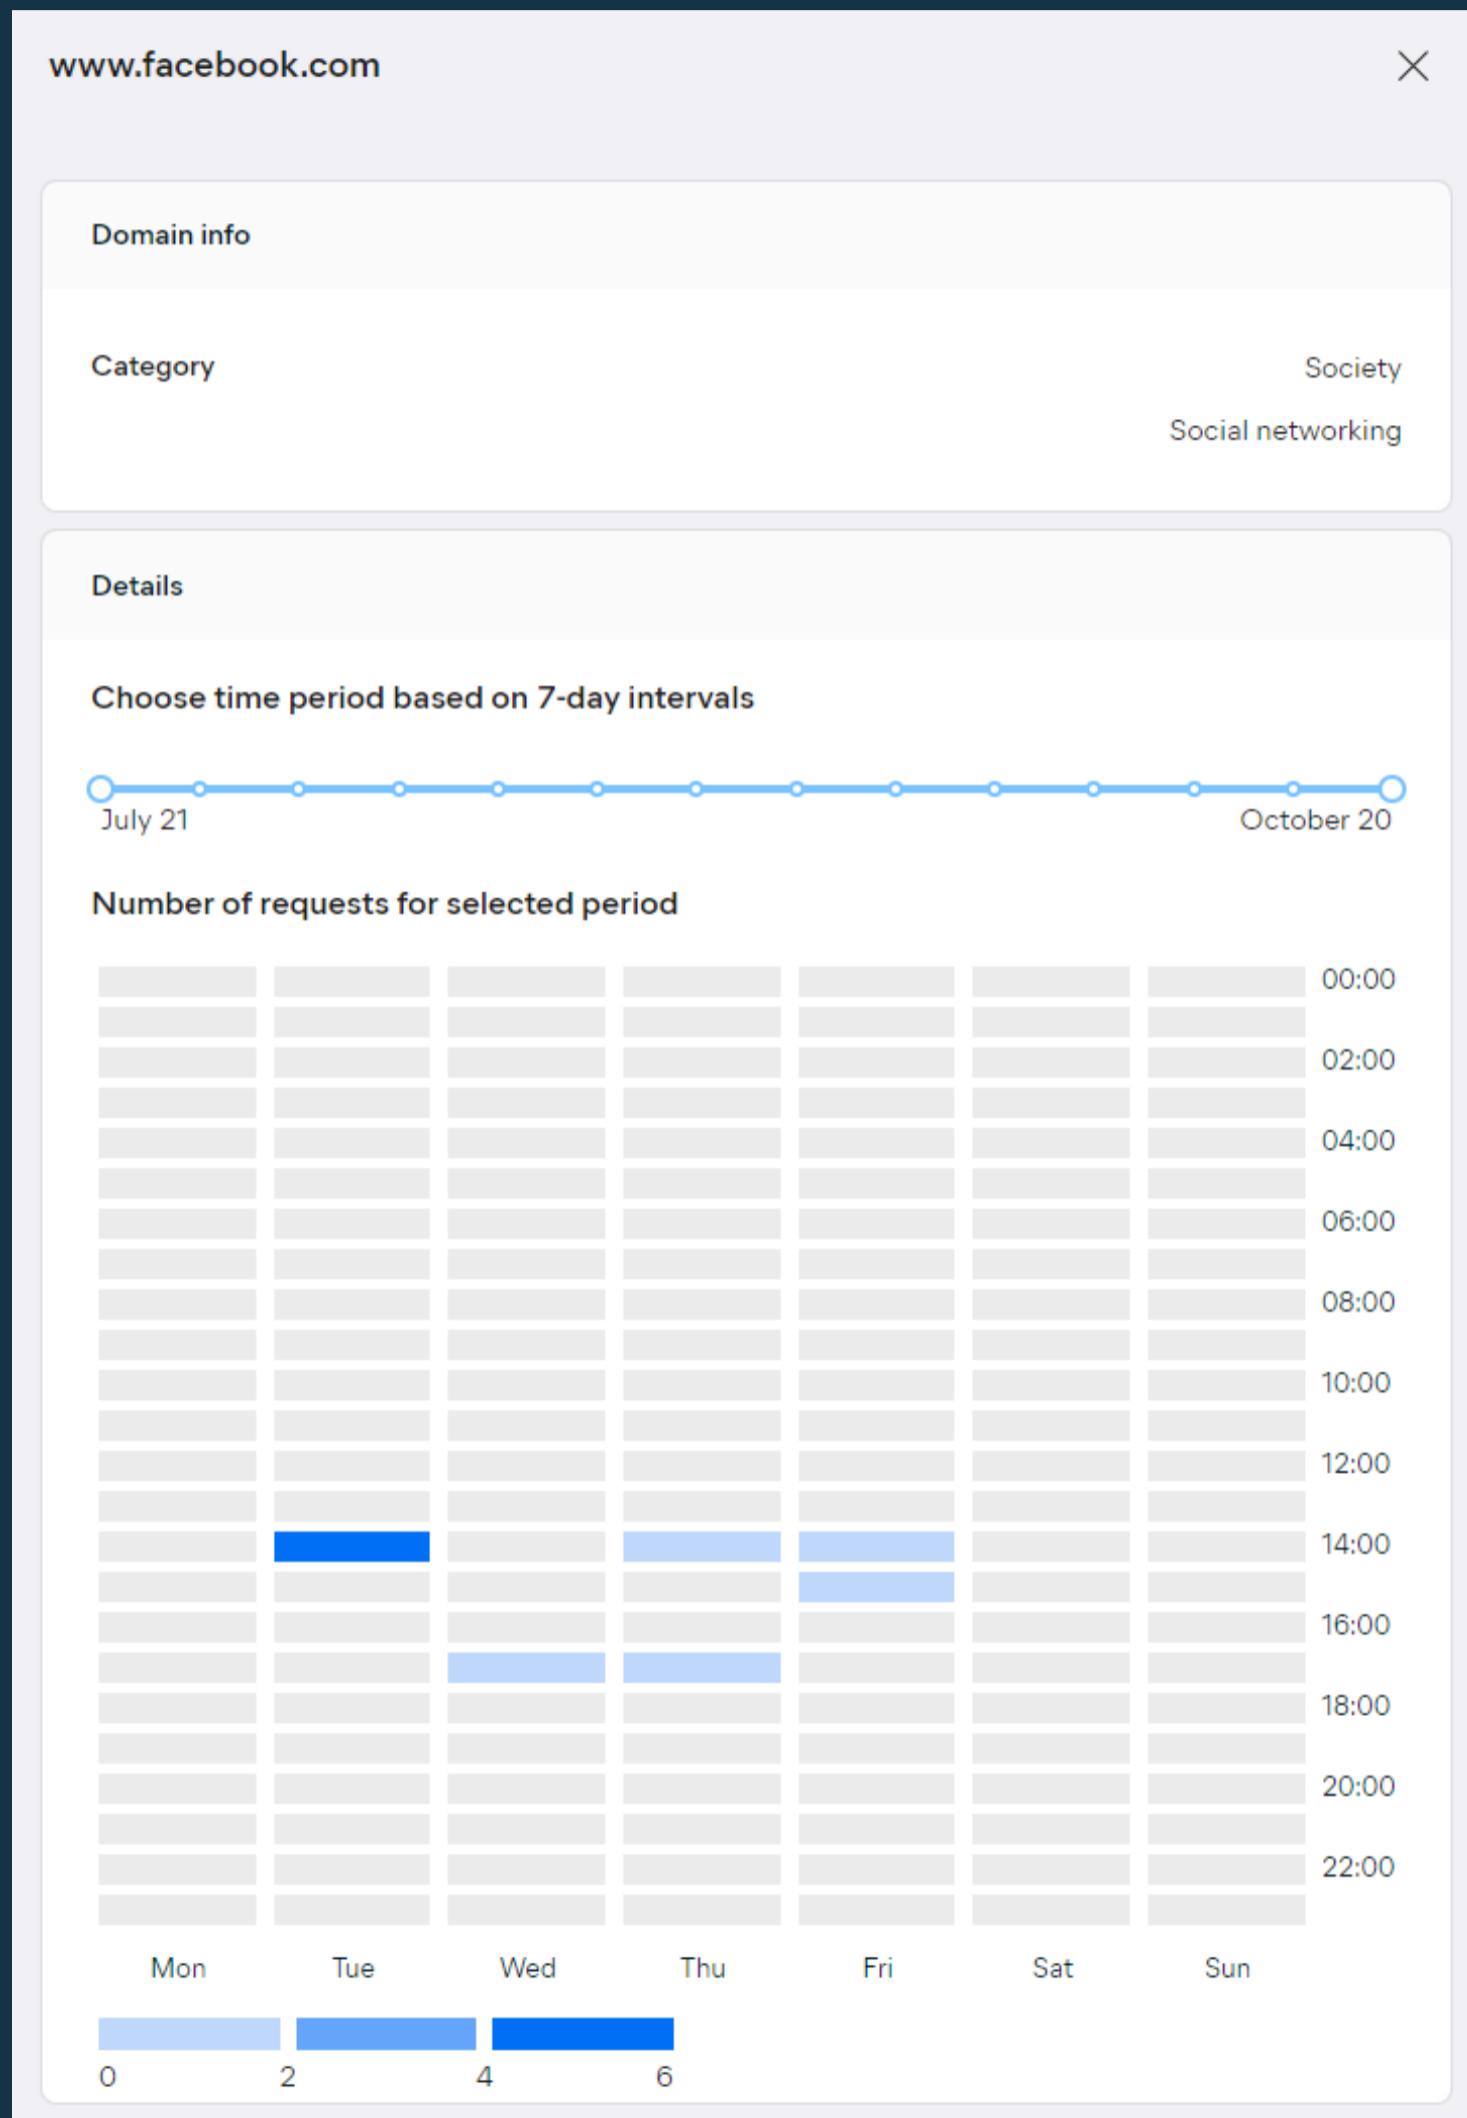 www.facebook.com
Domain info
Category
Society
Social networking
Details
Choose time period based on 7-day intervals
July 21
October 20
Number of requests for selected period
00:00
02:00
04:00
06:00
08:00
10:00
12:00
14:00
16:00
18:00
20:00
22:00
Mon Tue Wed Thu Fri Sat Sun
0 2 4 6